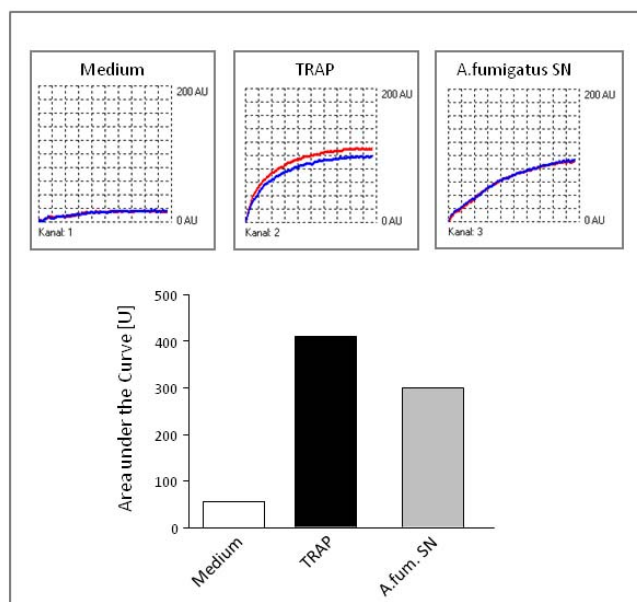 Medium
200 AU
0 AU
Kanal: 1
TRAP
200 AU
0 AU
Kanal: 2
A.fumigatus SN
200 AU
0 AU
Kanal: 3
Area under the Curve [U]
500
400
300
200
100
0
Medium
TRAP
A.fum. SN